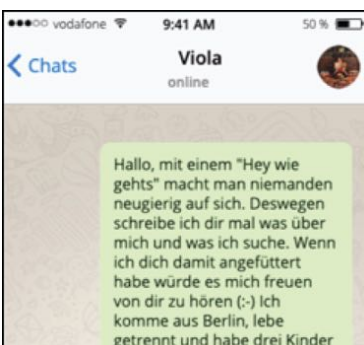 vodafone 9:41 AM 50 %
Chats Viola
online
Hallo, mit einem "Hey wie
gehts" macht man niemanden
neugierig auf sich. Deswegen
schreibe ich dir mal was über
mich und was ich suche. Wenn
ich dich damit angefüttert
habe würde es mich freuen
von dir zu hören (:-) Ich
komme aus Berlin, lebe
getrennt und habe drei Kinder